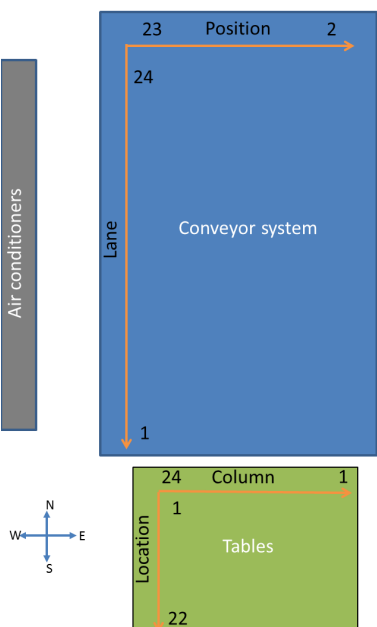 23 Position 2
24
Air conditioners
Lane
Conveyor system
1
24 Column 1
1
Location
Tables
22
N
W E
S